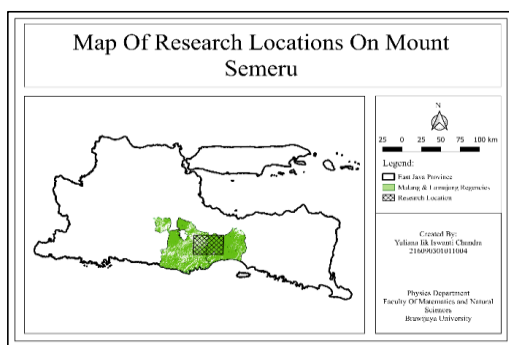 Map Of Research Locations On Mount
Semeru
N
25 0 25 50 75 100 km
Legend:
East Java Province
Malang & Lumajang Regencies
Research Location
Created By:
Yuliana Iik Iswanti Chandra
Physics Department
Faculty Of Matematics and Natural
Sciences
Brawijaya University